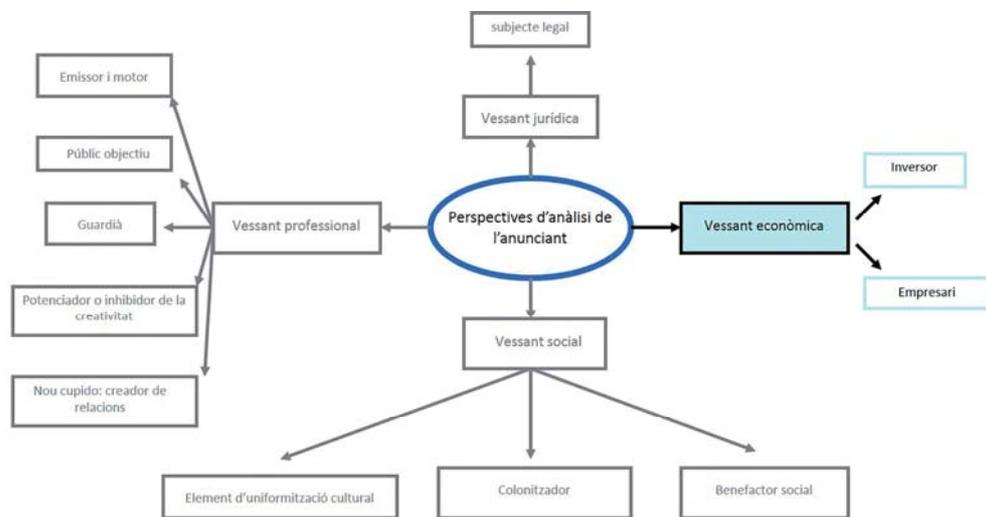 subjecte legal
Vessant jurídica
Emissor i motor
Públic objectiu
Guardià
Potenciador o inhibidor de la
creativitat
Nou cupido: creador de
relacions
Vessant professional
Perspectives d'anàlisi de
l'anunciant
Vessant econòmica
Inversor
Empresari
Vessant social
Element d'uniformització cultural
Colonitzador
Benefactor social